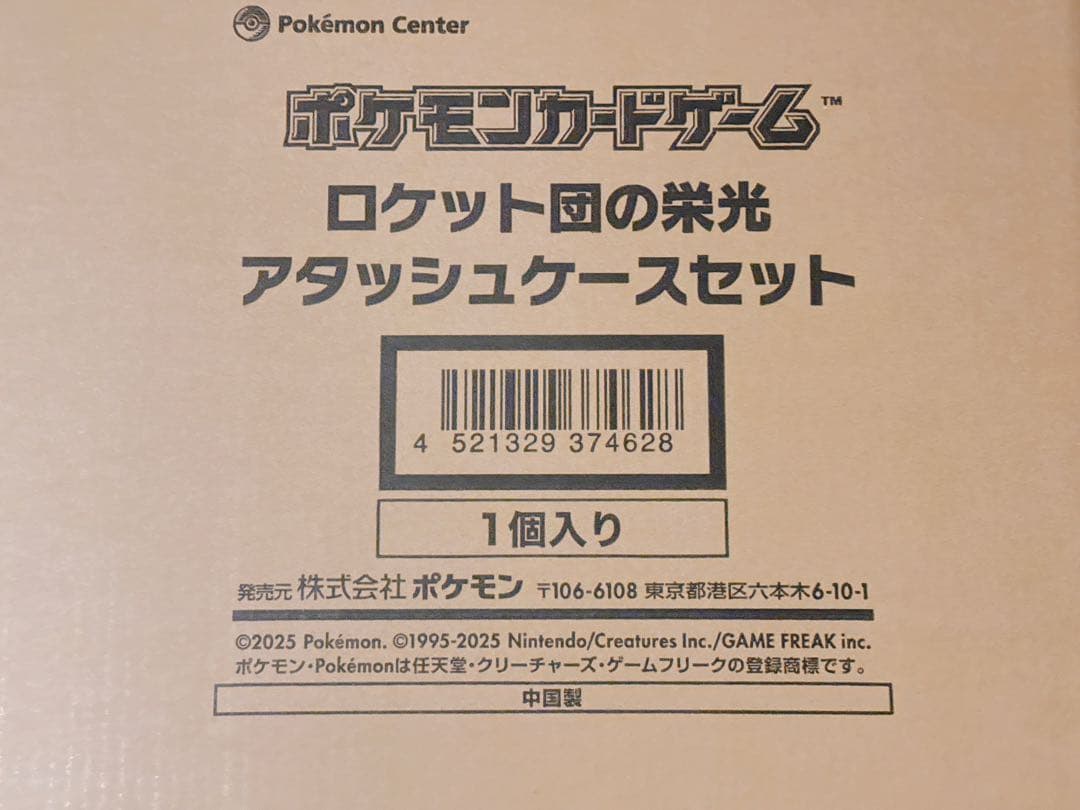 Pokémon Center
ポケモンカードゲーム™
ロケット団の栄光
アタッシュケースセット
4 521329 374628
1個入り
発売元 株式会社 ポケモン 〒106-6108 東京都港区六本木6-10-1
©2025 Pokémon. ©1995-2025 Nintendo/Creatures Inc./GAME FREAK inc.
ポケモン・Pokémonは任天堂・クリーチャーズ・ゲームフリークの登録商標です。
中国製